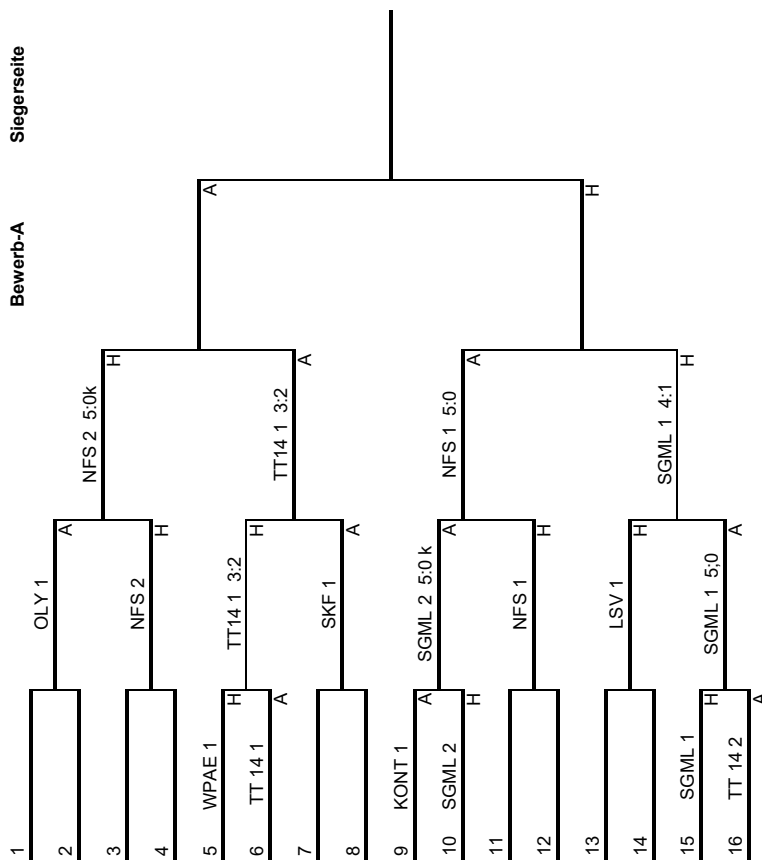 Bewerb-A Siegerseite
1
OLY 1
A
2
NFS 2 5:0k
H
3
NFS 2
H
4
A
5
WPAE 1
H
TT14 1 3:2
H
6
TT 14 1
A
TT14 1 3:2
A
7
SKF 1
A
8
9
KONT 1
A
SGML 2 5:0 k
A
10
SGML 2
H
NFS 1 5:0
A
11
NFS 1
H
12
H
13
LSV 1
H
14
SGML 1 4:1
H
15
SGML 1
H
SGML 1 5;0
A
16
TT 14 2
A